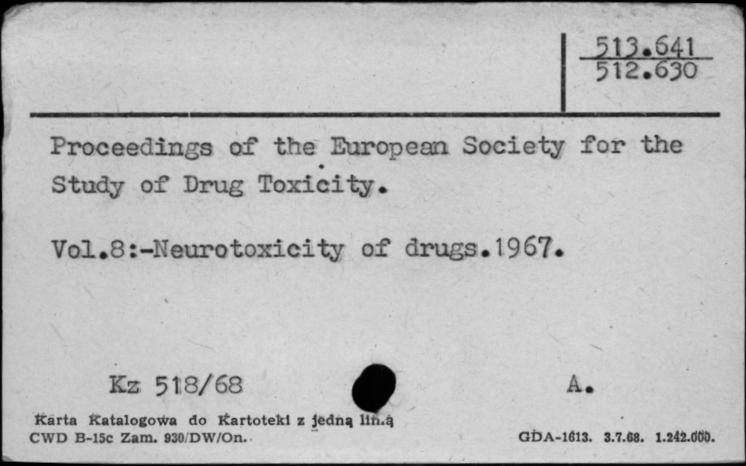 513.641
512.630
Proceedings of the European Society for the
Study of Drug Toxicity.
Vol.8:-Neurotoxicity of drugs.1967.
Kz 518/68 A.
Karta Katalogowa do Kartoteki z jedną linią
CWD B-15c Zam. 930/DW/On. GDA-1613. 3.7.68. 1.242.000.